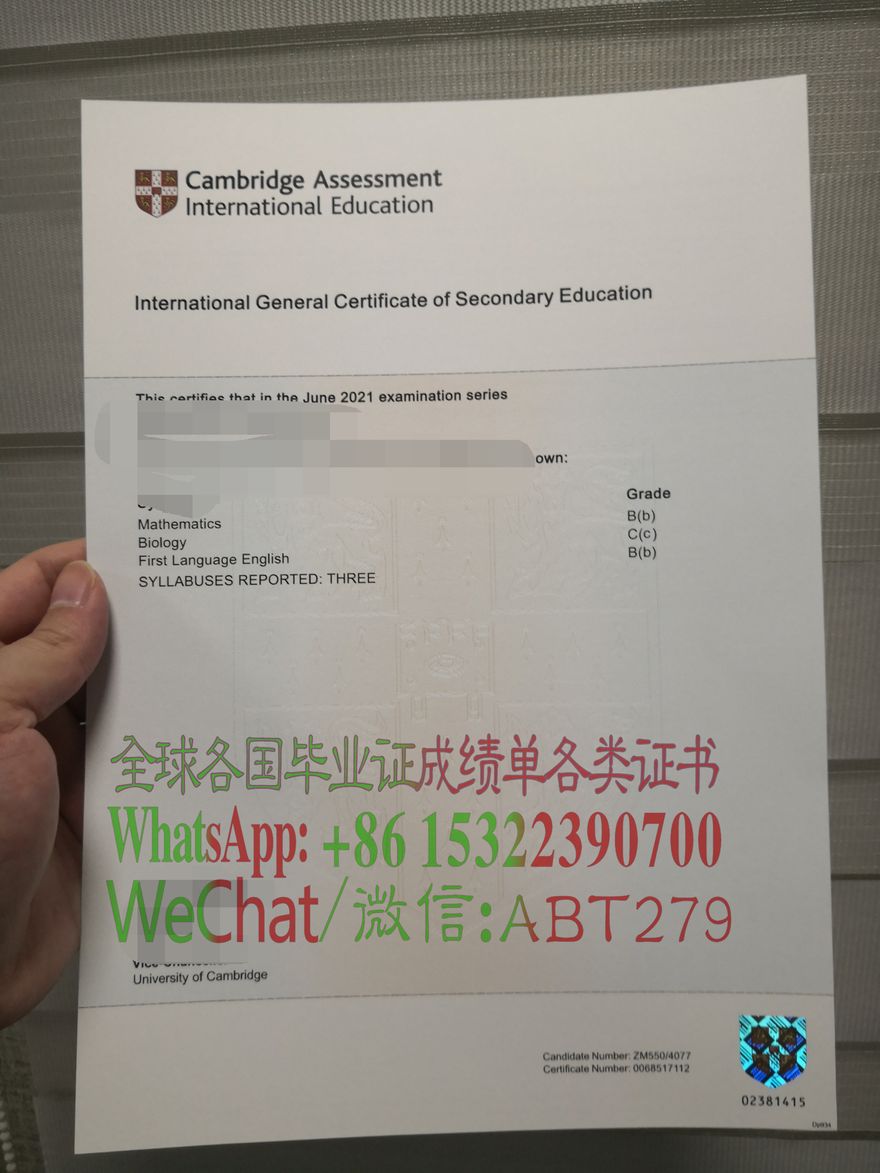 Cambridge Assessment
International Education
International General Certificate of Secondary Education
This certifies that in the June 2021 examination series
own:
Grade
Mathematics B(b)
Biology C(c)
First Language English B(b)
SYLLABUSES REPORTED: THREE
全球各国毕业证成绩单各类证书
WhatsApp: +86 15322390700
WeChat/微信:ABT279
University of Cambridge
Candidate Number: ZM550/4077
Certificate Number: 0068517112
02381415